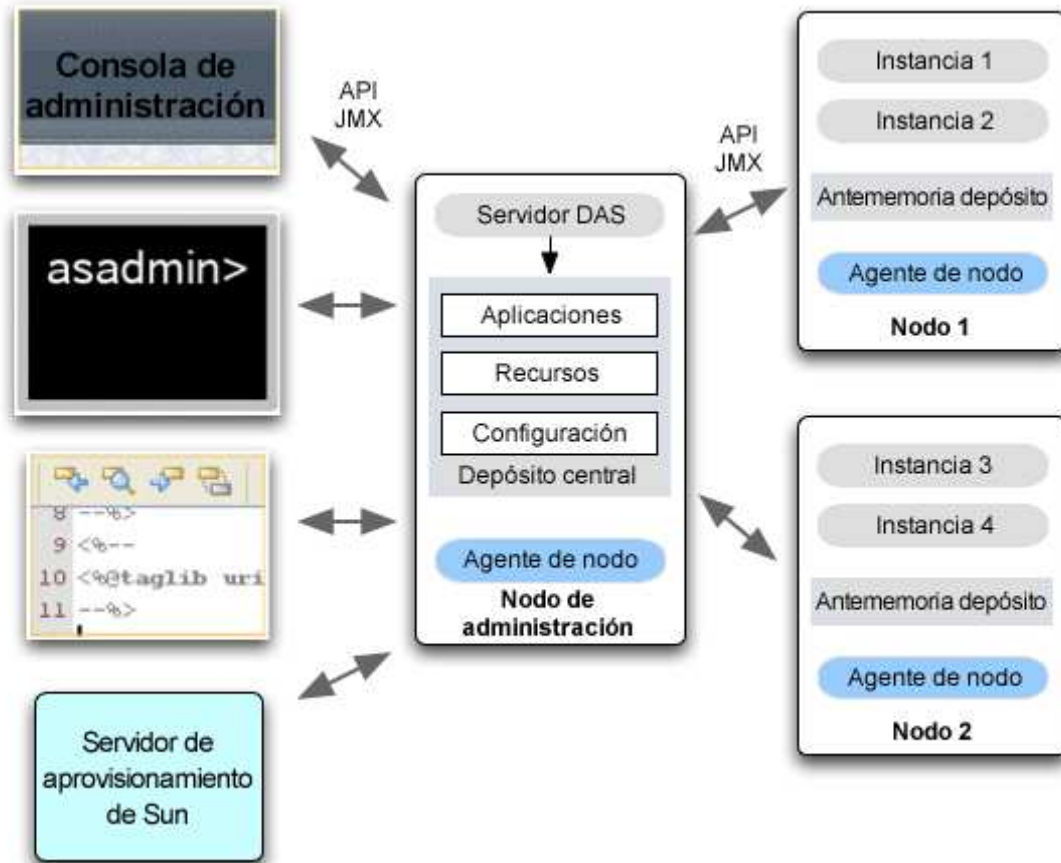 Consola de
administración
API
JMX
asadmin>
8 --%>
9 <%--
10 <%@taglib uri
11 --%>
Servidor de
aprovisionamiento
de Sun
Servidor DAS
Aplicaciones
Recursos
Configuración
Depósito central
Agente de nodo
Nodo de
administración
API
JMX
Instancia 1
Instancia 2
Antememoria depósito
Agente de nodo
Nodo 1
Instancia 3
Instancia 4
Antememoria depósito
Agente de nodo
Nodo 2